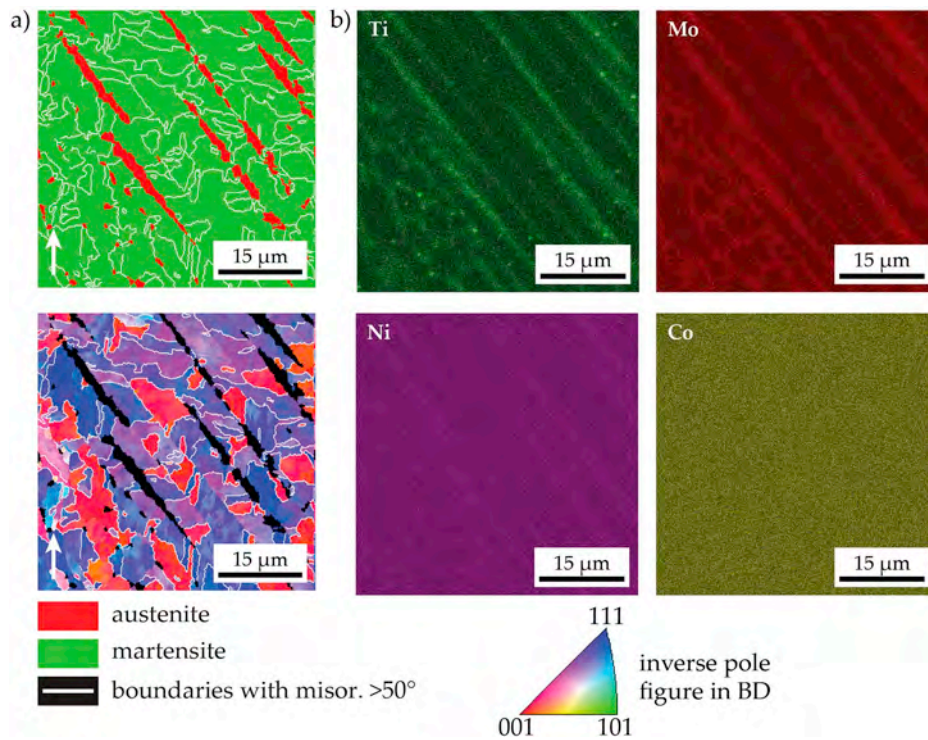 a)
b)
Ti
Mo
15 µm
15 µm
15 µm
Ni
Co
15 µm
15 µm
15 µm
austenite
martensite
boundaries with misor. >50°
111
001
101
inverse pole
figure in BD